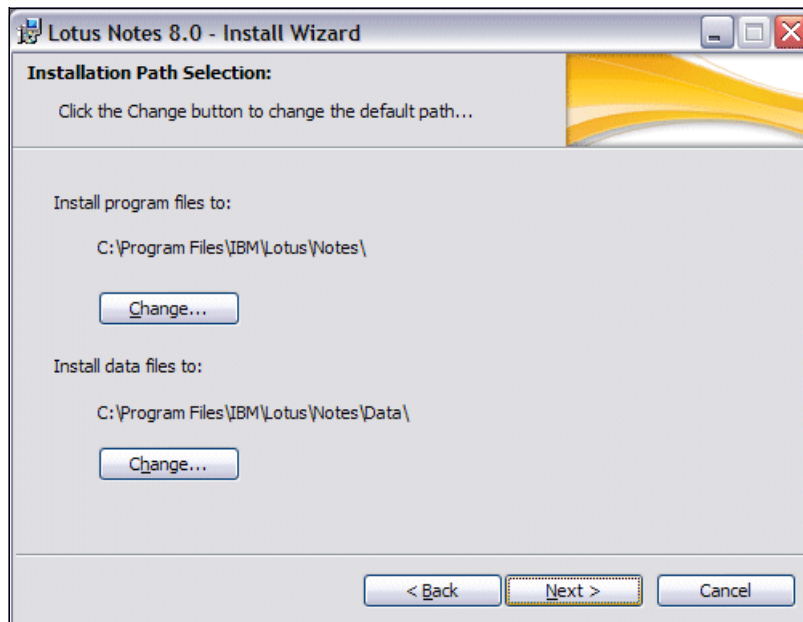 Lotus Notes 8.0 - Install Wizard
Installation Path Selection:
Click the Change button to change the default path...
Install program files to:
C:\Program Files\IBM\Lotus\Notes\
Change...
Install data files to:
C:\Program Files\IBM\Lotus\Notes\Data\
Change...
< Back Next > Cancel